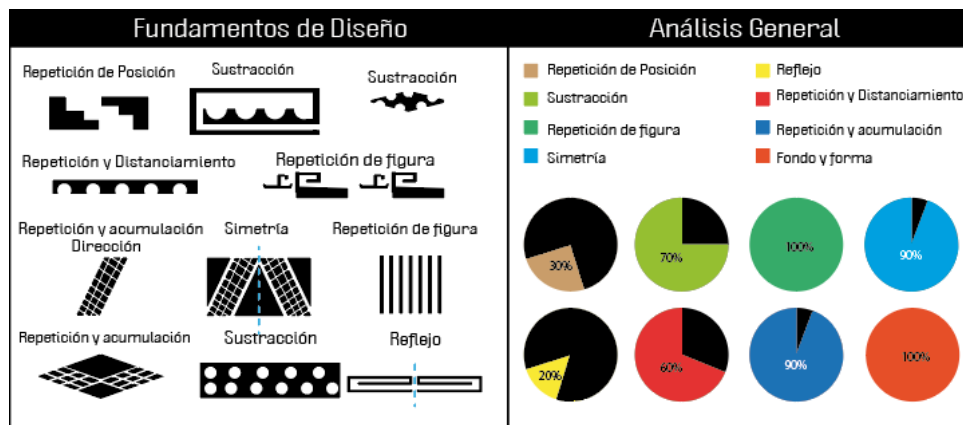 Fundamentos de Diseño
Repetición de Posición
Sustracción
Sustracción
Repetición y Distanciamiento
Repetición de figura
Repetición y acumulación
Dirección
Simetría
Repetición de figura
Repetición y acumulación
Sustracción
Reflejo
Análisis General
Repetición de Posición
Sustracción
Repetición de figura
Simetría
Reflejo
Repetición y Distanciamiento
Repetición y acumulación
Fondo y forma
30%
70%
100%
90%
20%
60%
90%
100%